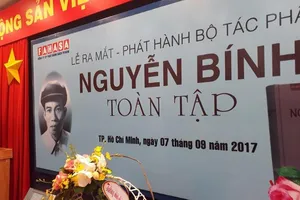 ỘNG SẢN VIỆ
FAHASA
LỄ RA MẮT - PHÁT HÀNH BỘ TÁC PHẨ
NGUYỄN BÍNH
TOÀN TẬP
TP. Hồ Chí Minh, ngày 07 tháng 09 năm 2017